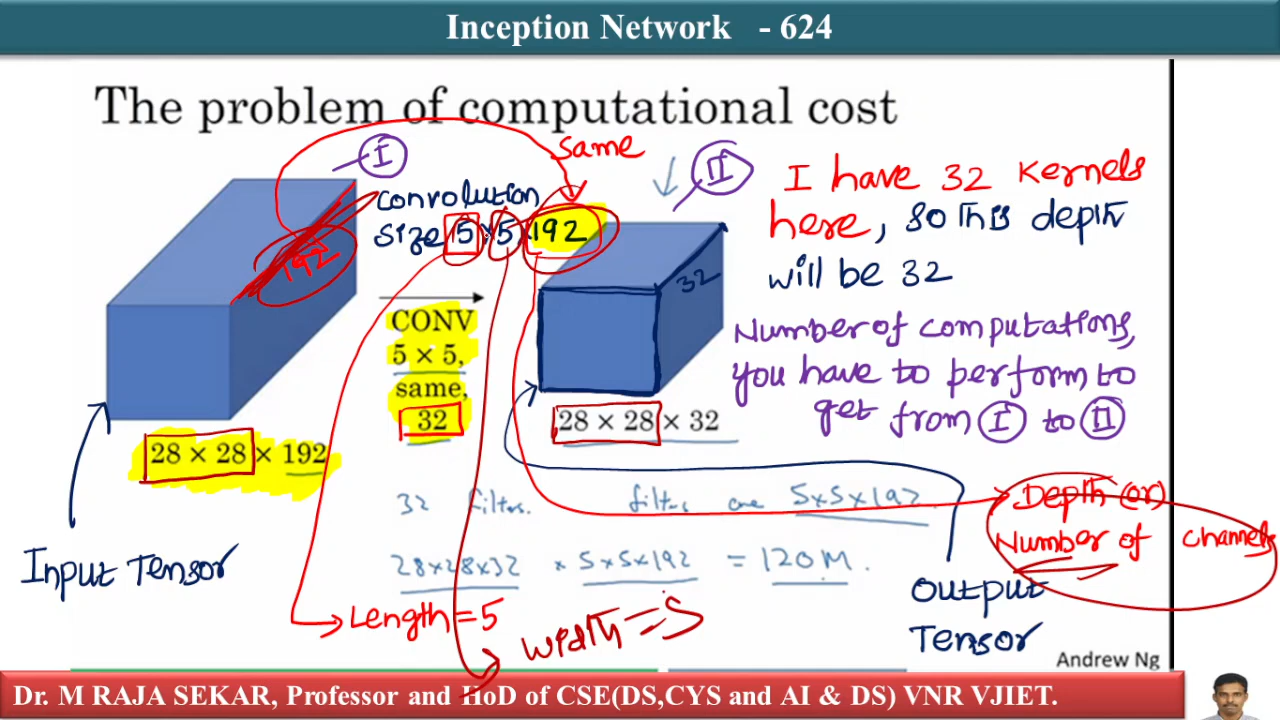 Inception Network - 624
The problem of computational cost
I
same
II
convolution
size 5×5×192
192
32
I have 32 kernels
here, so this depth
will be 32
CONV
5 × 5,
same,
32
Number of computations,
you have to perform to
get from I to II
28 × 28 × 192
28 × 28 × 32
32 filters.
filters are 5×5×192
Depth (or)
Number of channels
28×28×32 × 5×5×192 = 120M.
Input Tensor
Length = 5
Width = 5
Output
Tensor
Andrew Ng
Dr. M RAJA SEKAR, Professor and HoD of CSE(DS,CYS and AI & DS) VNR VJIET.